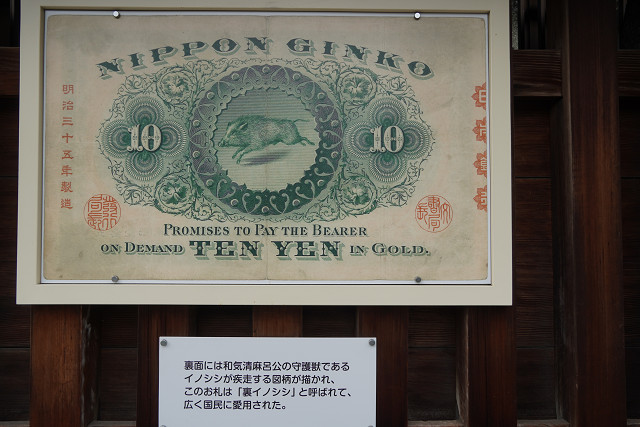 NIPPON GINKO
明治三十五年製造
10
10
PROMISES TO PAY THE BEARER
ON DEMAND TEN YEN IN GOLD.
裏面には和気清麻呂公の守護獣である
イノシシが疾走する図柄が描かれ、
このお札は「裏イノシシ」と呼ばれて、
広く国民に愛用された。